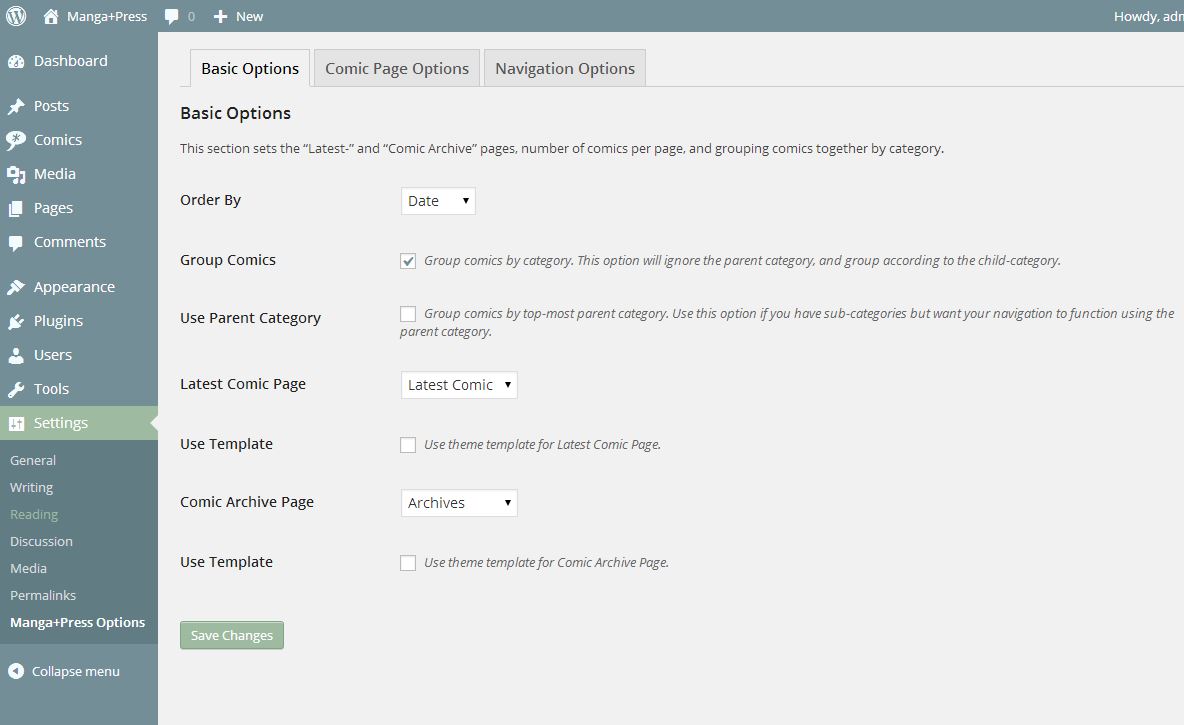 Manga+Press 0 New Howdy, adm
Dashboard
Posts
Comics
Media
Pages
Comments
Appearance
Plugins
Users
Tools
Settings
General
Writing
Reading
Discussion
Media
Permalinks
Manga+Press Options
Collapse menu
Basic Options Comic Page Options Navigation Options
Basic Options
This section sets the “Latest-” and “Comic Archive” pages, number of comics per page, and grouping comics together by category.
Order By Date
Group Comics Group comics by category. This option will ignore the parent category, and group according to the child-category.
Use Parent Category Group comics by top-most parent category. Use this option if you have sub-categories but want your navigation to function using the
parent category.
Latest Comic Page Latest Comic
Use Template Use theme template for Latest Comic Page.
Comic Archive Page Archives
Use Template Use theme template for Comic Archive Page.
Save Changes